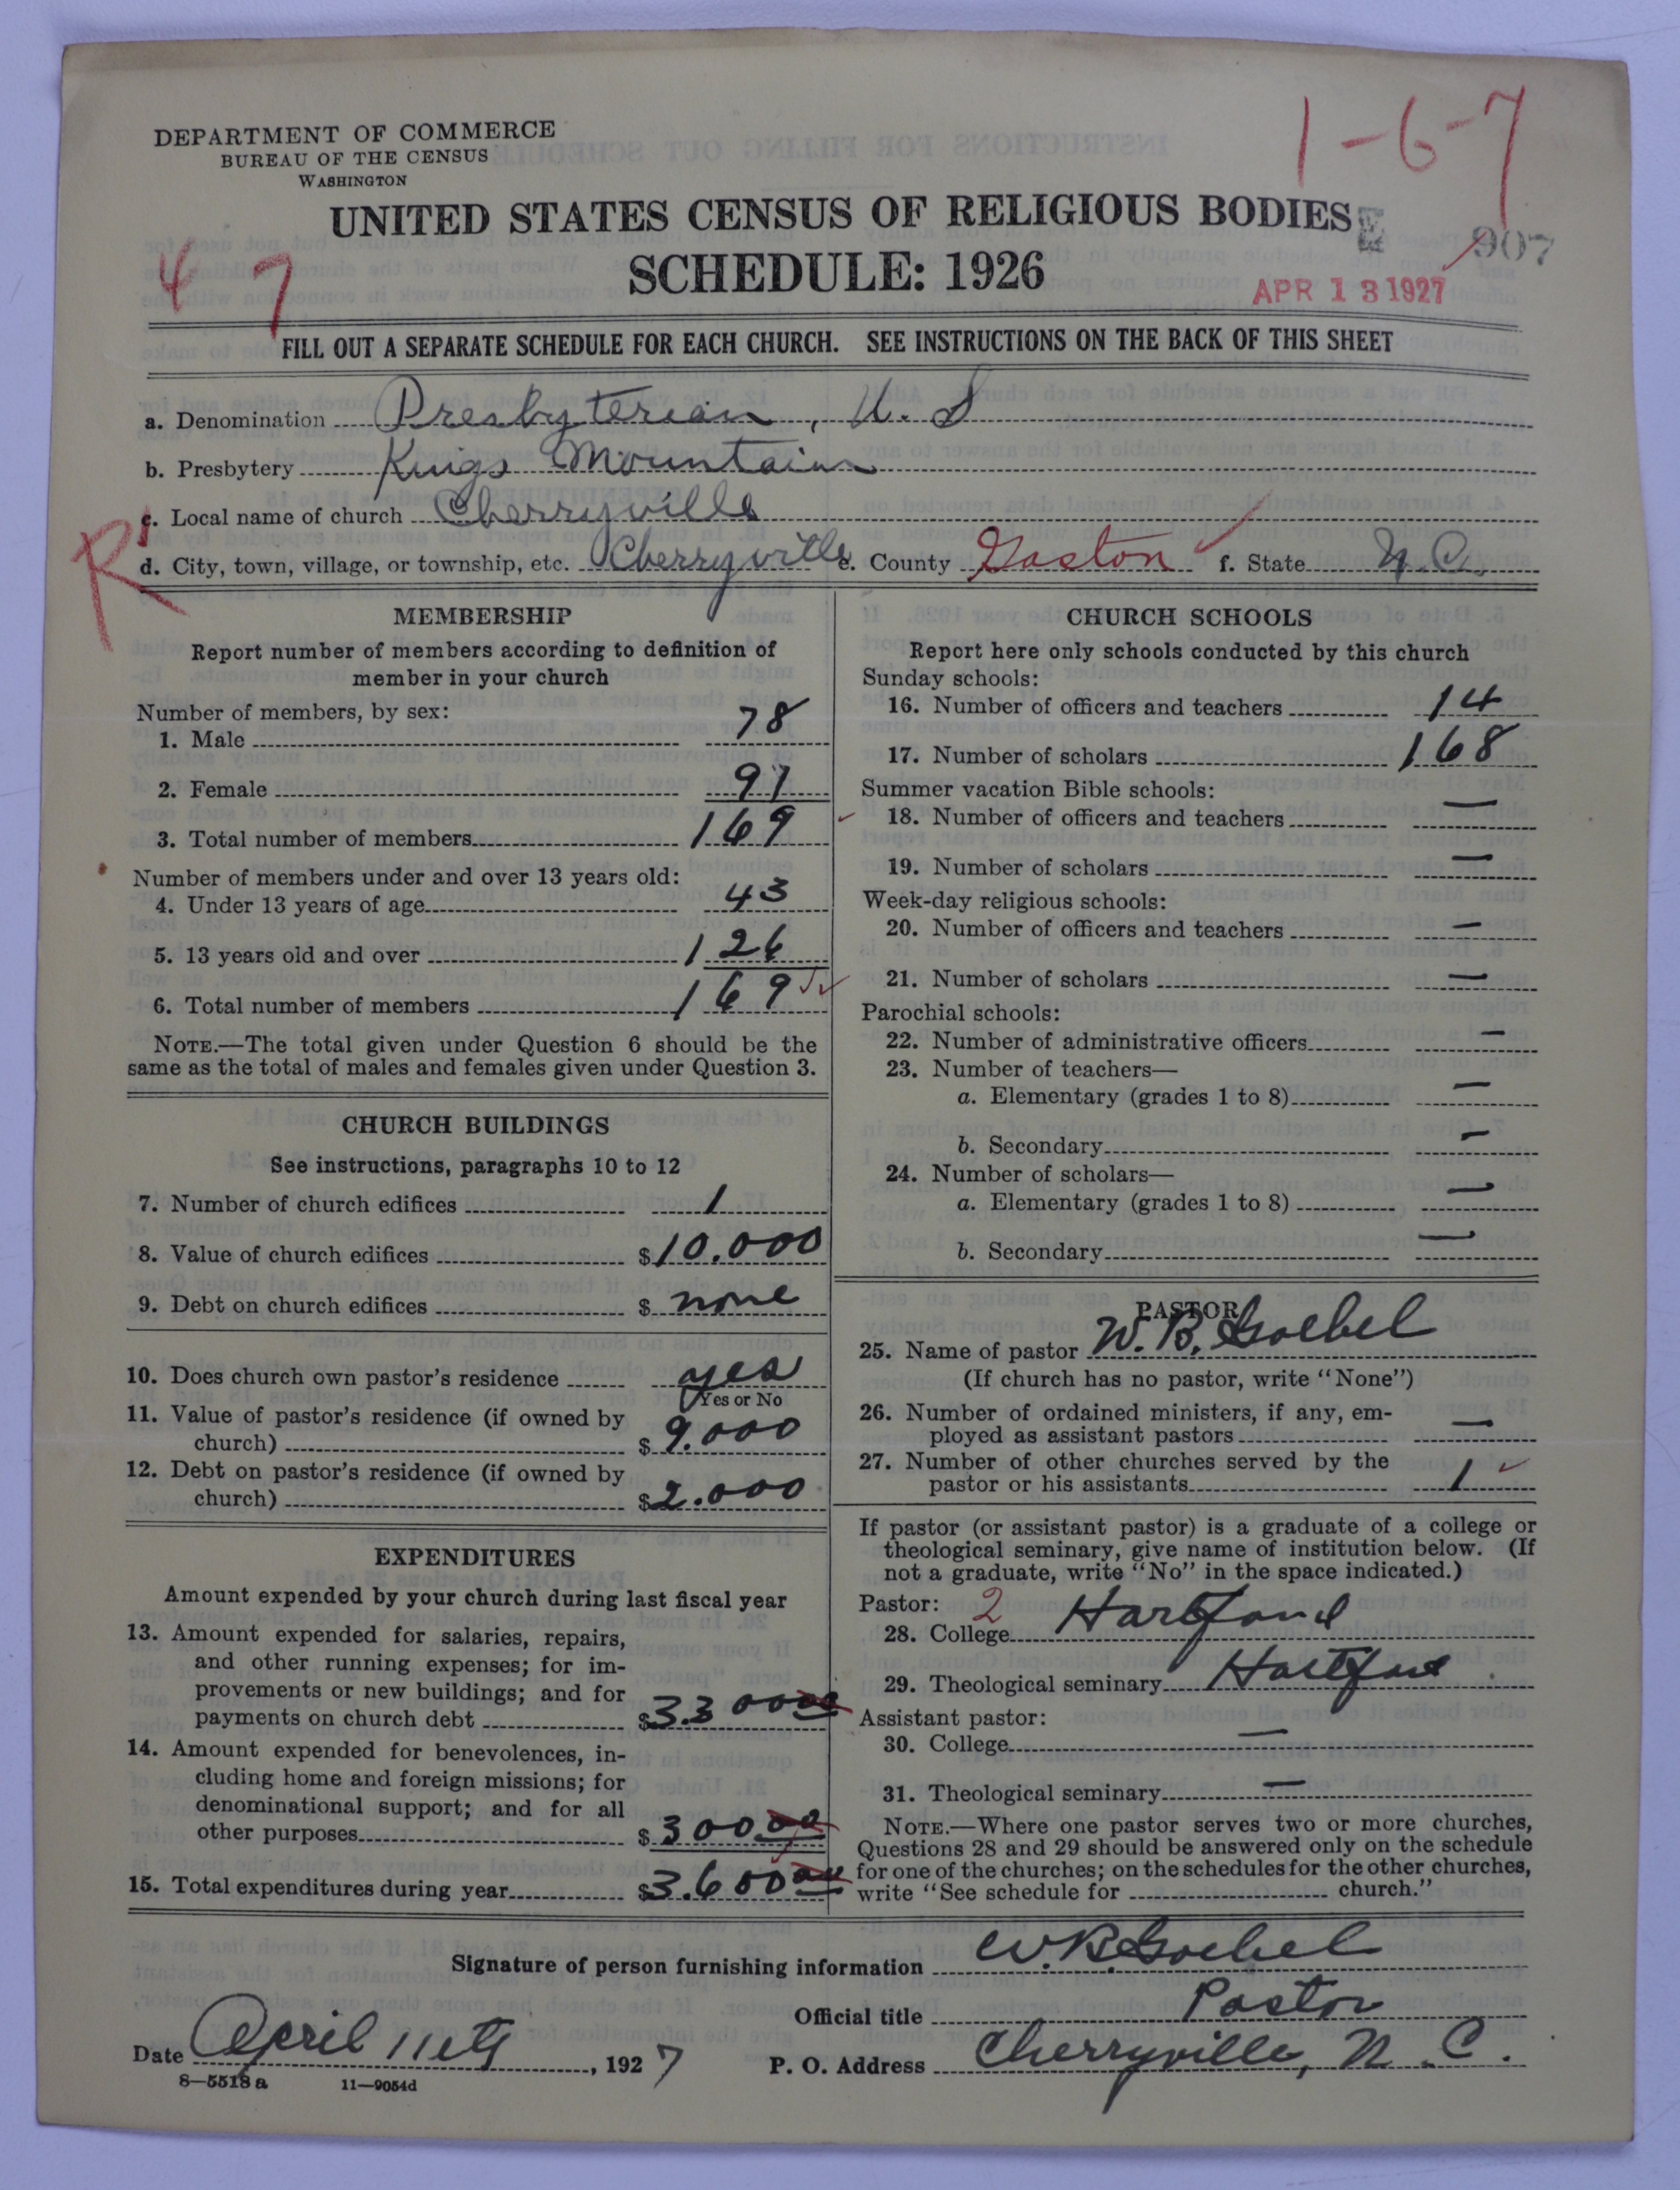 DEPARTMENT OF COMMERCE
BUREAU OF THE CENSUS
WASHINGTON
1-6-7
UNITED STATES CENSUS OF RELIGIOUS BODIES
907
4 7
SCHEDULE: 1926
APR 13 1927
FILL OUT A SEPARATE SCHEDULE FOR EACH CHURCH. SEE INSTRUCTIONS ON THE BACK OF THIS SHEET
a. Denomination Presbyterian, U. S
b. Presbytery Kings Mountain
c. Local name of church Cherryville
R
d. City, town, village, or township, etc. Cherryville e. County Gaston f. State N.C.
MEMBERSHIP
Report number of members according to definition of
member in your church
Number of members, by sex:
1. Male 78
2. Female 91
3. Total number of members 169
Number of members under and over 13 years old:
4. Under 13 years of age 43
5. 13 years old and over 126
6. Total number of members 169
NOTE.—The total given under Question 6 should be the
same as the total of males and females given under Question 3.
CHURCH BUILDINGS
See instructions, paragraphs 10 to 12
7. Number of church edifices 1
8. Value of church edifices $10.000
9. Debt on church edifices $ none
10. Does church own pastor's residence yes
Yes or No
11. Value of pastor's residence (if owned by
church) $ 9.000
12. Debt on pastor's residence (if owned by
church) $2.000
EXPENDITURES
Amount expended by your church during last fiscal year
13. Amount expended for salaries, repairs,
and other running expenses; for im-
provements or new buildings; and for
payments on church debt $3.300 00
14. Amount expended for benevolences, in-
cluding home and foreign missions; for
denominational support; and for all
other purposes $ 300.00
15. Total expenditures during year $3.600 00
CHURCH SCHOOLS
Report here only schools conducted by this church
Sunday schools:
16. Number of officers and teachers 14
17. Number of scholars 168
Summer vacation Bible schools:
18. Number of officers and teachers —
19. Number of scholars —
Week-day religious schools:
20. Number of officers and teachers —
21. Number of scholars —
Parochial schools:
22. Number of administrative officers —
23. Number of teachers—
a. Elementary (grades 1 to 8) —
b. Secondary —
24. Number of scholars—
a. Elementary (grades 1 to 8) —
b. Secondary —
PASTOR
25. Name of pastor W. B. Goebel
(If church has no pastor, write "None")
26. Number of ordained ministers, if any, em-
ployed as assistant pastors —
27. Number of other churches served by the
pastor or his assistants 1
If pastor (or assistant pastor) is a graduate of a college or
theological seminary, give name of institution below. (If
not a graduate, write "No" in the space indicated.)
Pastor: 2
28. College Hartford
29. Theological seminary Hartford
Assistant pastor:
30. College —
31. Theological seminary —
NOTE.—Where one pastor serves two or more churches,
Questions 28 and 29 should be answered only on the schedule
for one of the churches; on the schedules for the other churches,
write "See schedule for church."
Signature of person furnishing information W. B. Goebel
Official title Pastor
Date April 11th, 1927
P. O. Address Cherryville, N. C.
8—5518 a 11—9054d